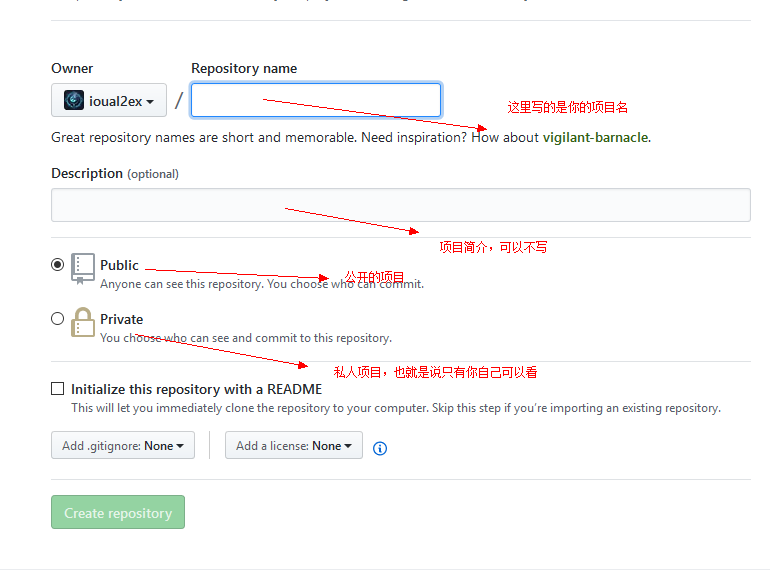 Owner
Repository name
ioual2ex
/
这里写的是你的项目名
Great repository names are short and memorable. Need inspiration? How about vigilant-barnacle.
Description (optional)
项目简介，可以不写
Public
公开的项目
Anyone can see this repository. You choose who can commit.
Private
You choose who can see and commit to this repository.
私人项目，也就是说只有你自己可以看
Initialize this repository with a README
This will let you immediately clone the repository to your computer. Skip this step if you're importing an existing repository.
Add .gitignore: None
Add a license: None
Create repository